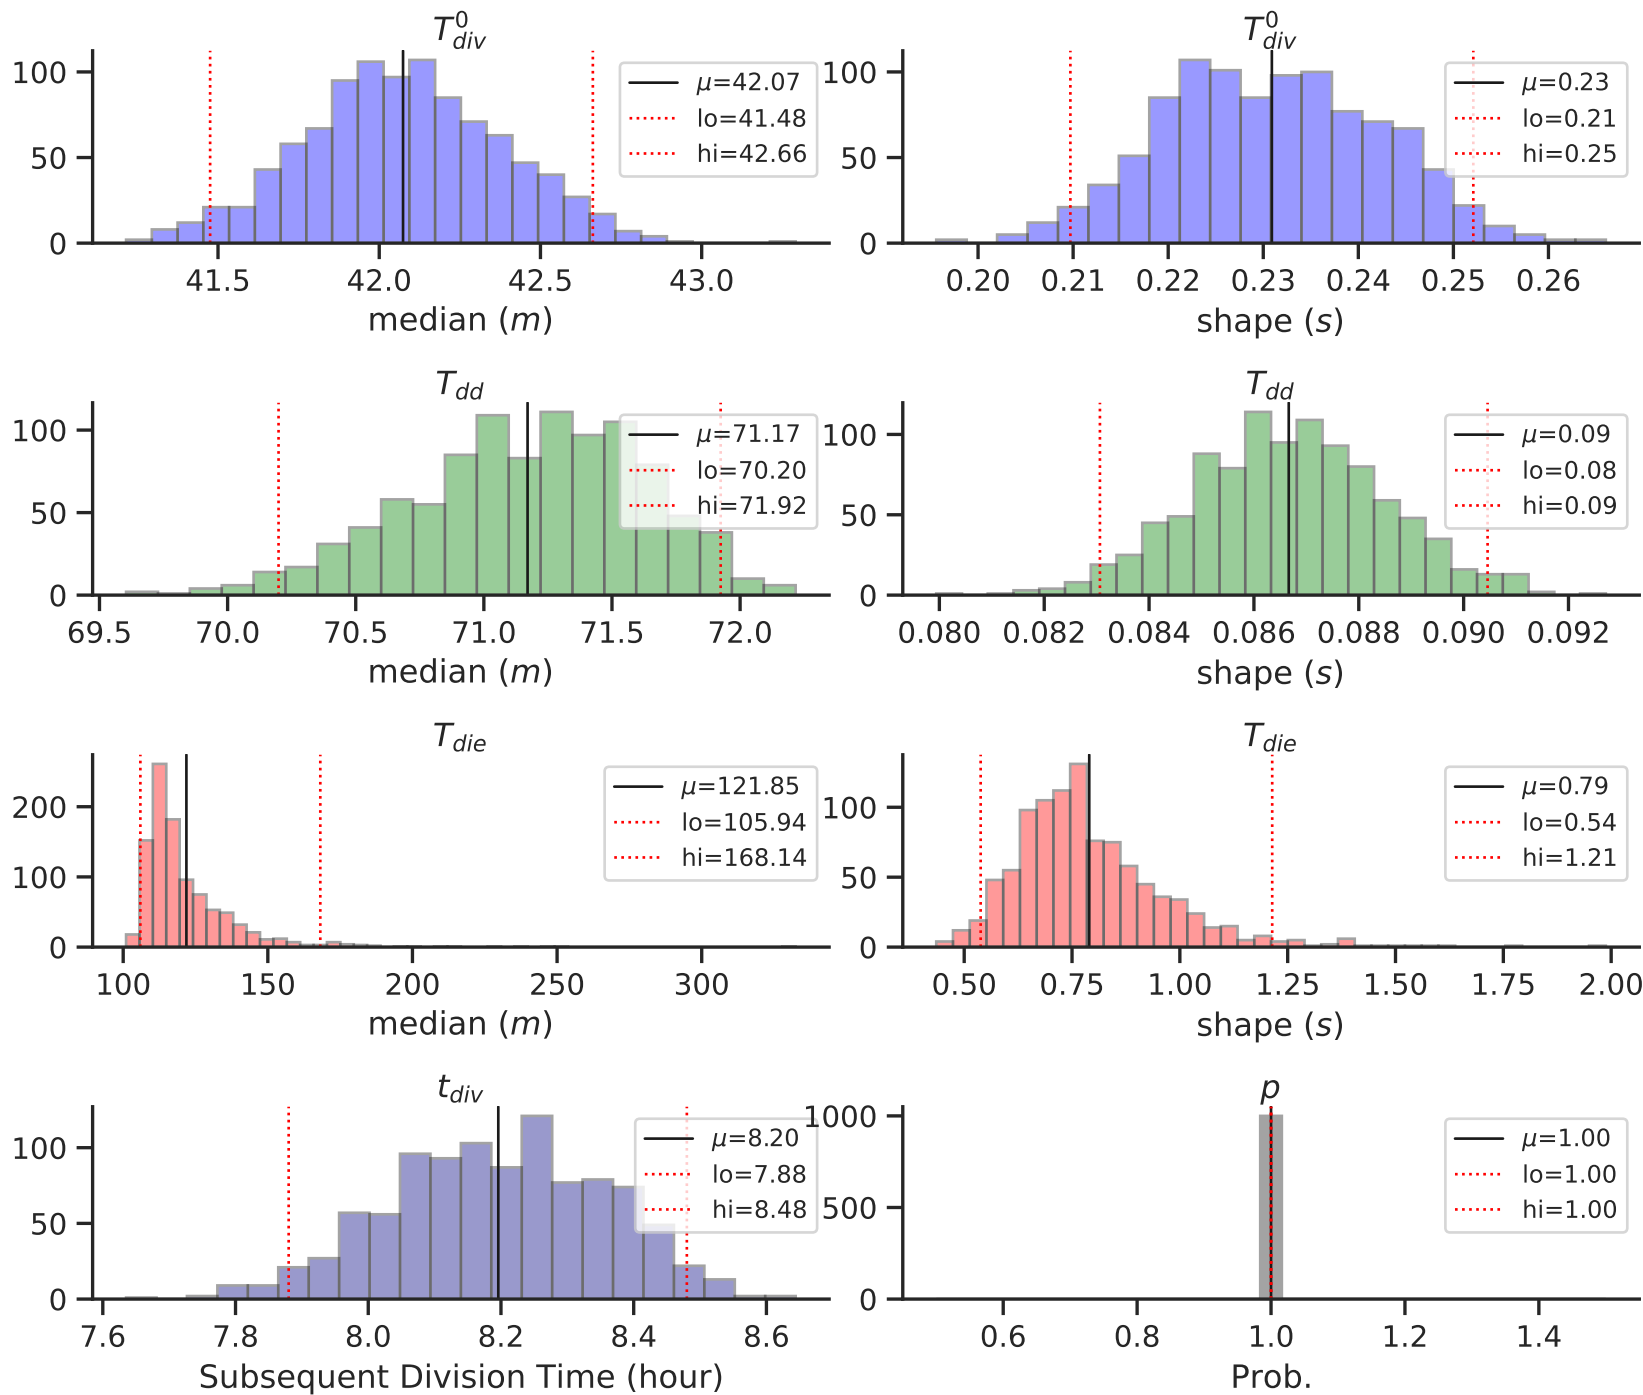 T⁰div
100
50
0
μ=42.07
lo=41.48
hi=42.66
41.5 42.0 42.5 43.0
median (m)
T⁰div
100
50
0
μ=0.23
lo=0.21
hi=0.25
0.20 0.21 0.22 0.23 0.24 0.25 0.26
shape (s)
Tdd
100
50
0
μ=71.17
lo=70.20
hi=71.92
69.5 70.0 70.5 71.0 71.5 72.0
median (m)
Tdd
100
50
0
μ=0.09
lo=0.08
hi=0.09
0.080 0.082 0.084 0.086 0.088 0.090 0.092
shape (s)
Tdie
200
100
0
μ=121.85
lo=105.94
hi=168.14
100 150 200 250 300
median (m)
Tdie
100
50
0
μ=0.79
lo=0.54
hi=1.21
0.50 0.75 1.00 1.25 1.50 1.75 2.00
shape (s)
tdiv
100
50
0
μ=8.20
lo=7.88
hi=8.48
7.6 7.8 8.0 8.2 8.4 8.6
Subsequent Division Time (hour)
p
1000
500
0
μ=1.00
lo=1.00
hi=1.00
0.6 0.8 1.0 1.2 1.4
Prob.